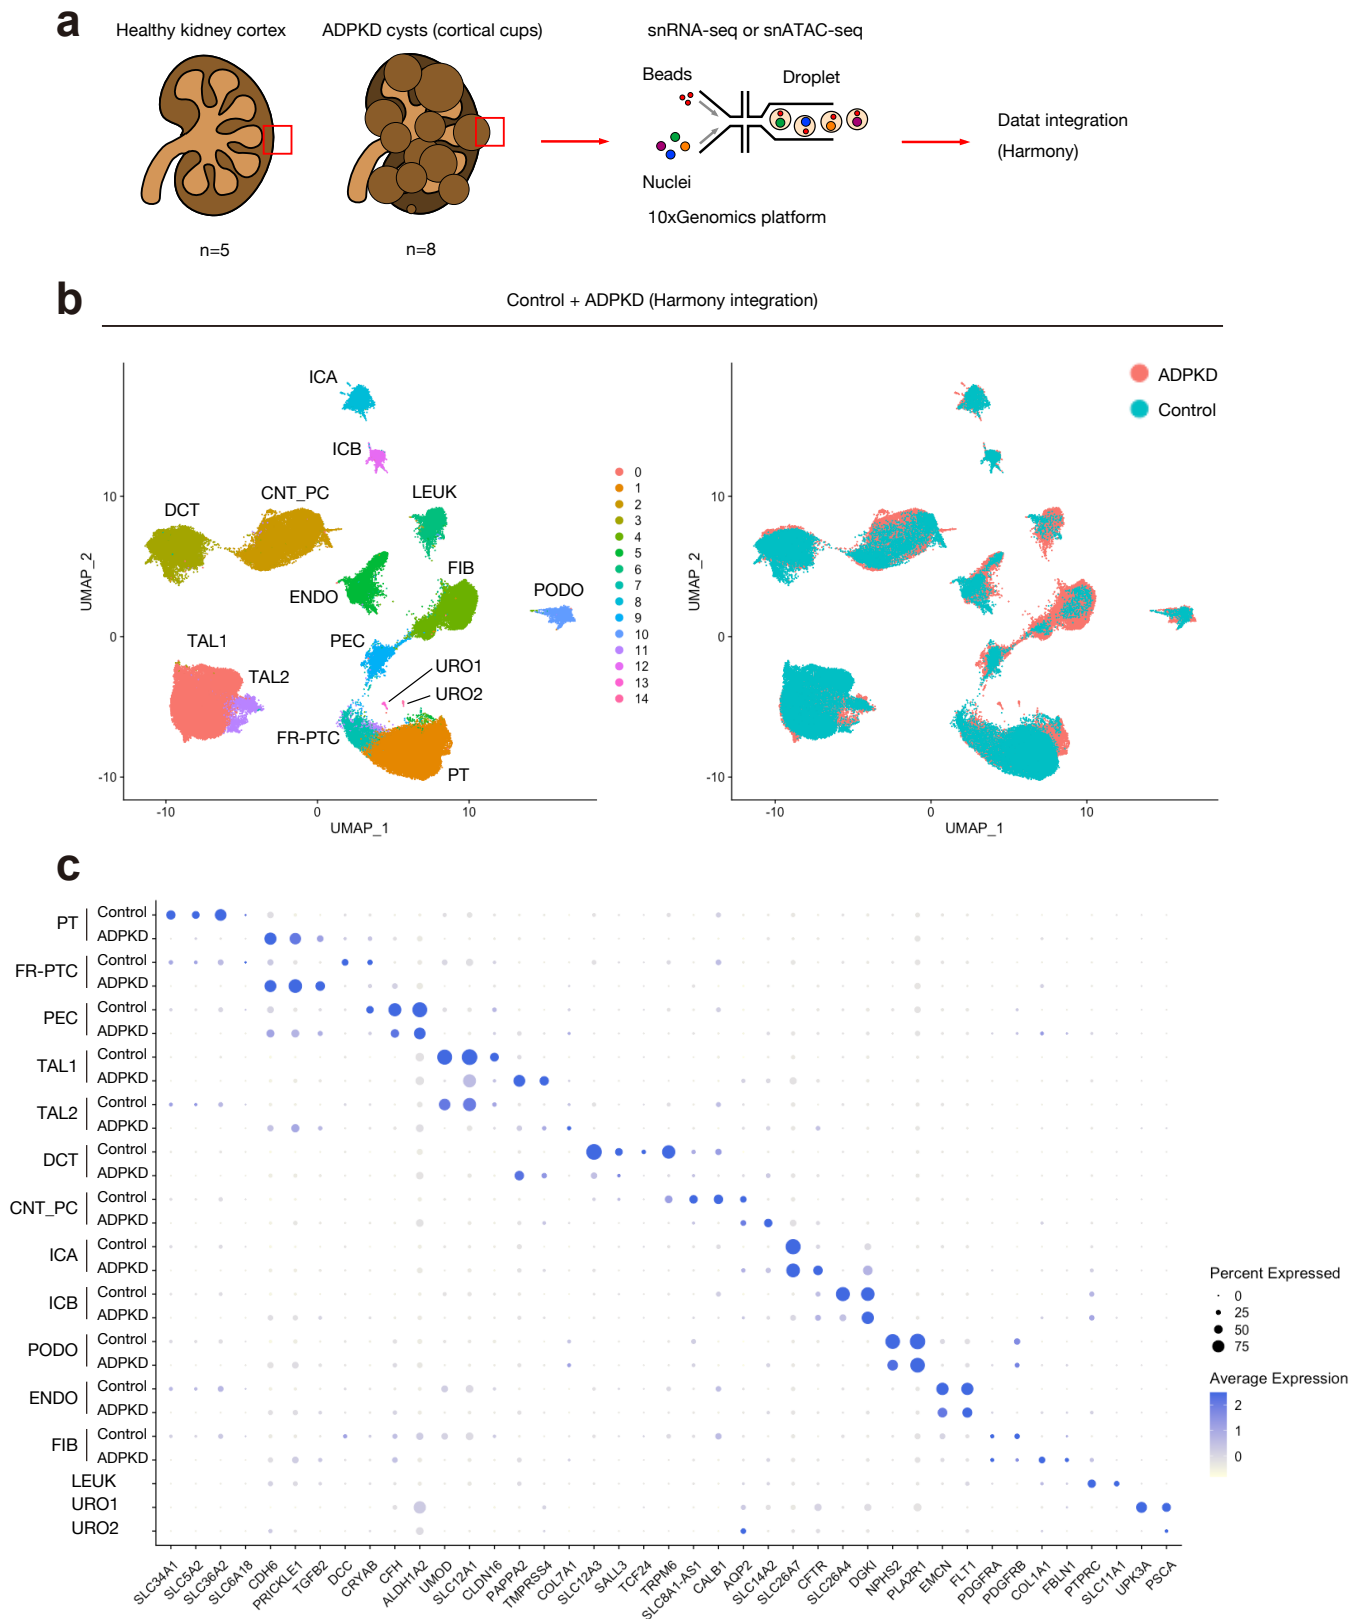 a
Healthy kidney cortex
ADPKD cysts (cortical cups)
snRNA-seq or snATAC-seq
Beads
Droplet
Datat integration
(Harmony)
Nuclei
10xGenomics platform
n=5
n=8
b
Control + ADPKD (Harmony integration)
ICA
ICB
DCT
CNT_PC
LEUK
ENDO
FIB
PODO
PEC
TAL1
TAL2
URO1
URO2
FR-PTC
PT
10
0
-10
UMAP_2
-10
0
10
UMAP_1
0
1
2
3
4
5
6
7
8
9
10
11
12
13
14
ADPKD
Control
10
0
-10
UMAP_2
-10
0
10
UMAP_1
c
PT
Control
ADPKD
FR-PTC
Control
ADPKD
PEC
Control
ADPKD
TAL1
Control
ADPKD
TAL2
Control
ADPKD
DCT
Control
ADPKD
CNT_PC
Control
ADPKD
ICA
Control
ADPKD
ICB
Control
ADPKD
PODO
Control
ADPKD
ENDO
Control
ADPKD
FIB
Control
ADPKD
LEUK
URO1
URO2
SLC34A1
SLC5A2
SLC36A2
SLC6A18
CDH6
PRICKLE1
TGFB2
DCC
CRYAB
CFH
ALDH1A2
UMOD
SLC12A1
CLDN16
PAPPA2
TMPRSS4
COL7A1
SLC12A3
SALL3
TCF24
TRPM6
SLC8A1-AS1
CALB1
AQP2
SLC14A2
SLC26A7
CFTR
SLC26A4
DGKI
NPHS2
PLA2R1
EMCN
FLT1
PDGFRA
PDGFRB
COL1A1
FBLN1
PTPRC
SLC11A1
UPK3A
PSCA
Percent Expressed
0
25
50
75
Average Expression
2
1
0